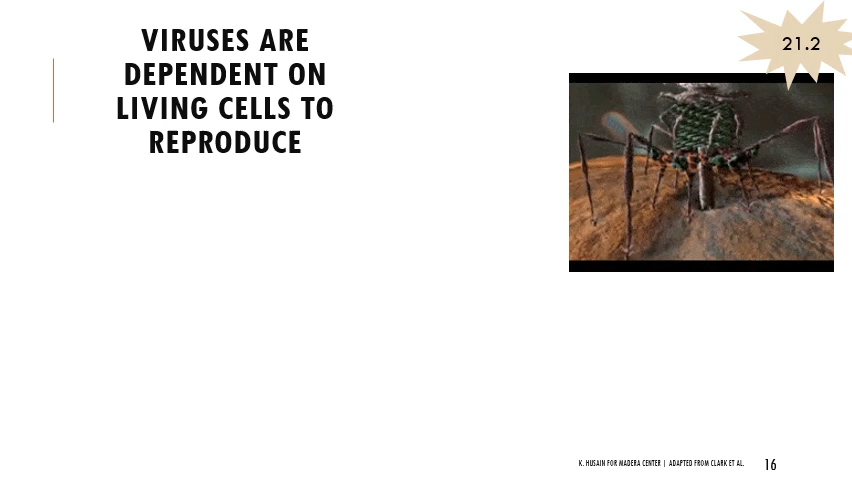 VIRUSES ARE
DEPENDENT ON
LIVING CELLS TO
REPRODUCE
21.2
K. HUSAIN FOR MADERA CENTER | ADAPTED FROM CLARK ET AL.
16